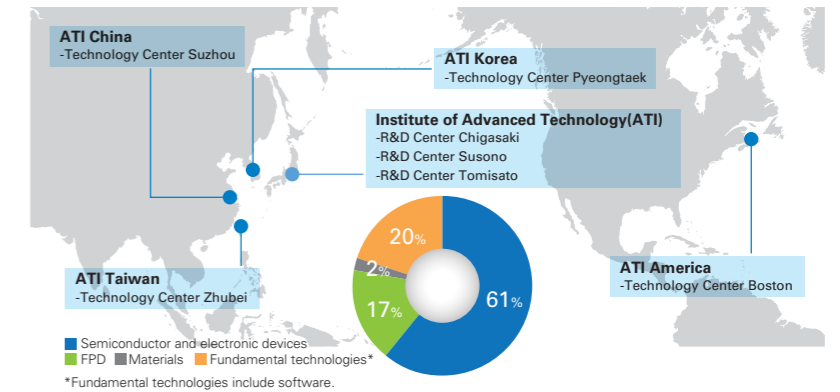 ATI China
-Technology Center Suzhou
ATI Korea
-Technology Center Pyeongtaek
Institute of Advanced Technology(ATI)
-R&D Center Chigasaki
-R&D Center Susono
-R&D Center Tomisato
ATI Taiwan
-Technology Center Zhubei
ATI America
-Technology Center Boston
20%
2%
17%
61%
Semiconductor and electronic devices
FPD Materials Fundamental technologies*
*Fundamental technologies include software.